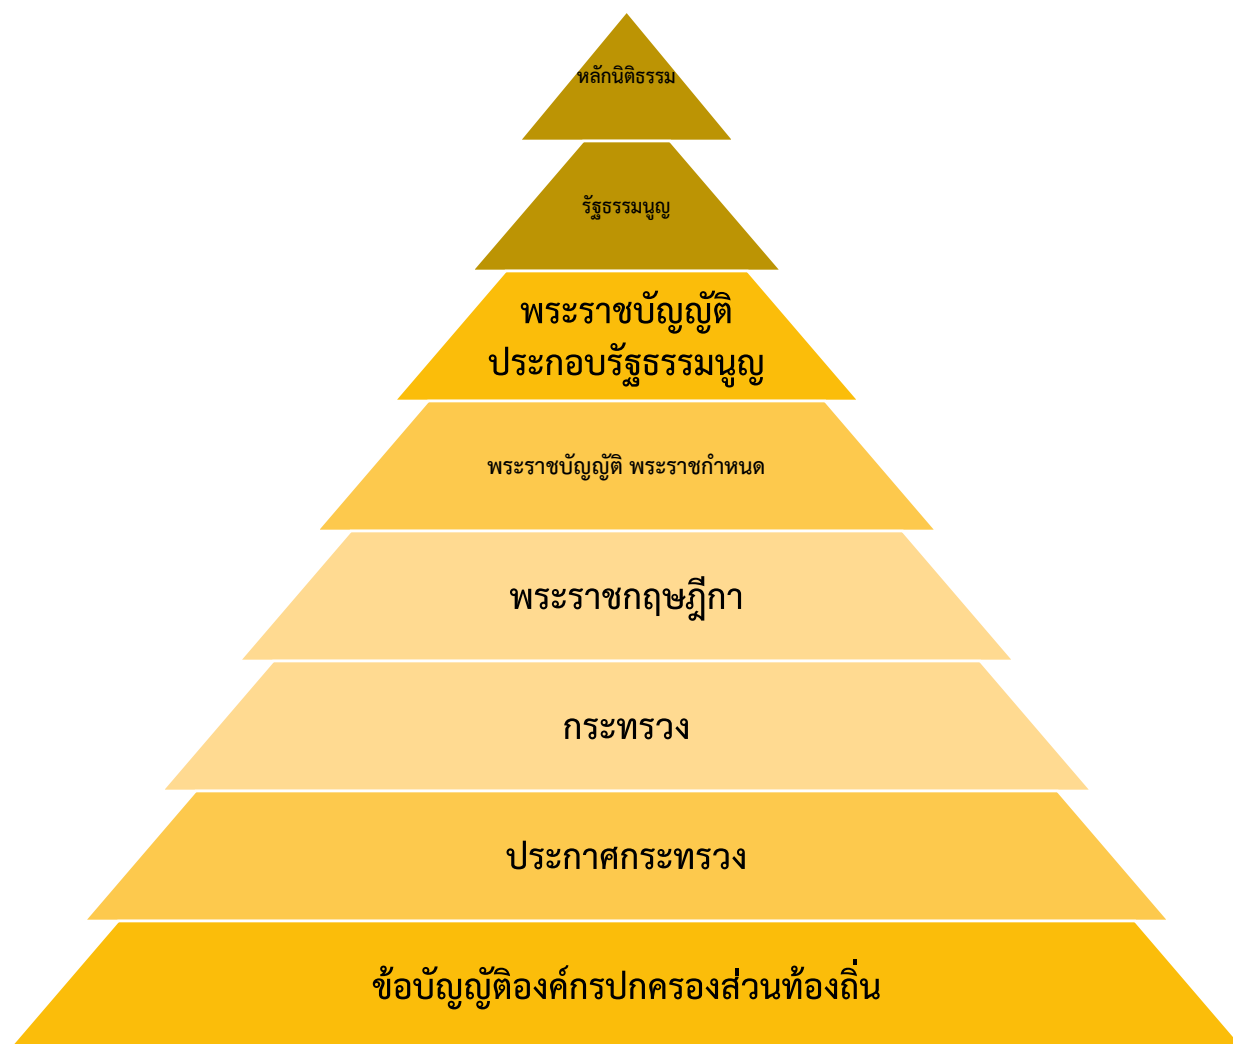 หลักนิติธรรม
รัฐธรรมนูญ
พระราชบัญญัติ
ประกอบรัฐธรรมนูญ
พระราชบัญญัติ พระราชกำหนด
พระราชกฤษฎีกา
กระทรวง
ประกาศกระทรวง
ข้อบัญญัติองค์กรปกครองส่วนท้องถิ่น